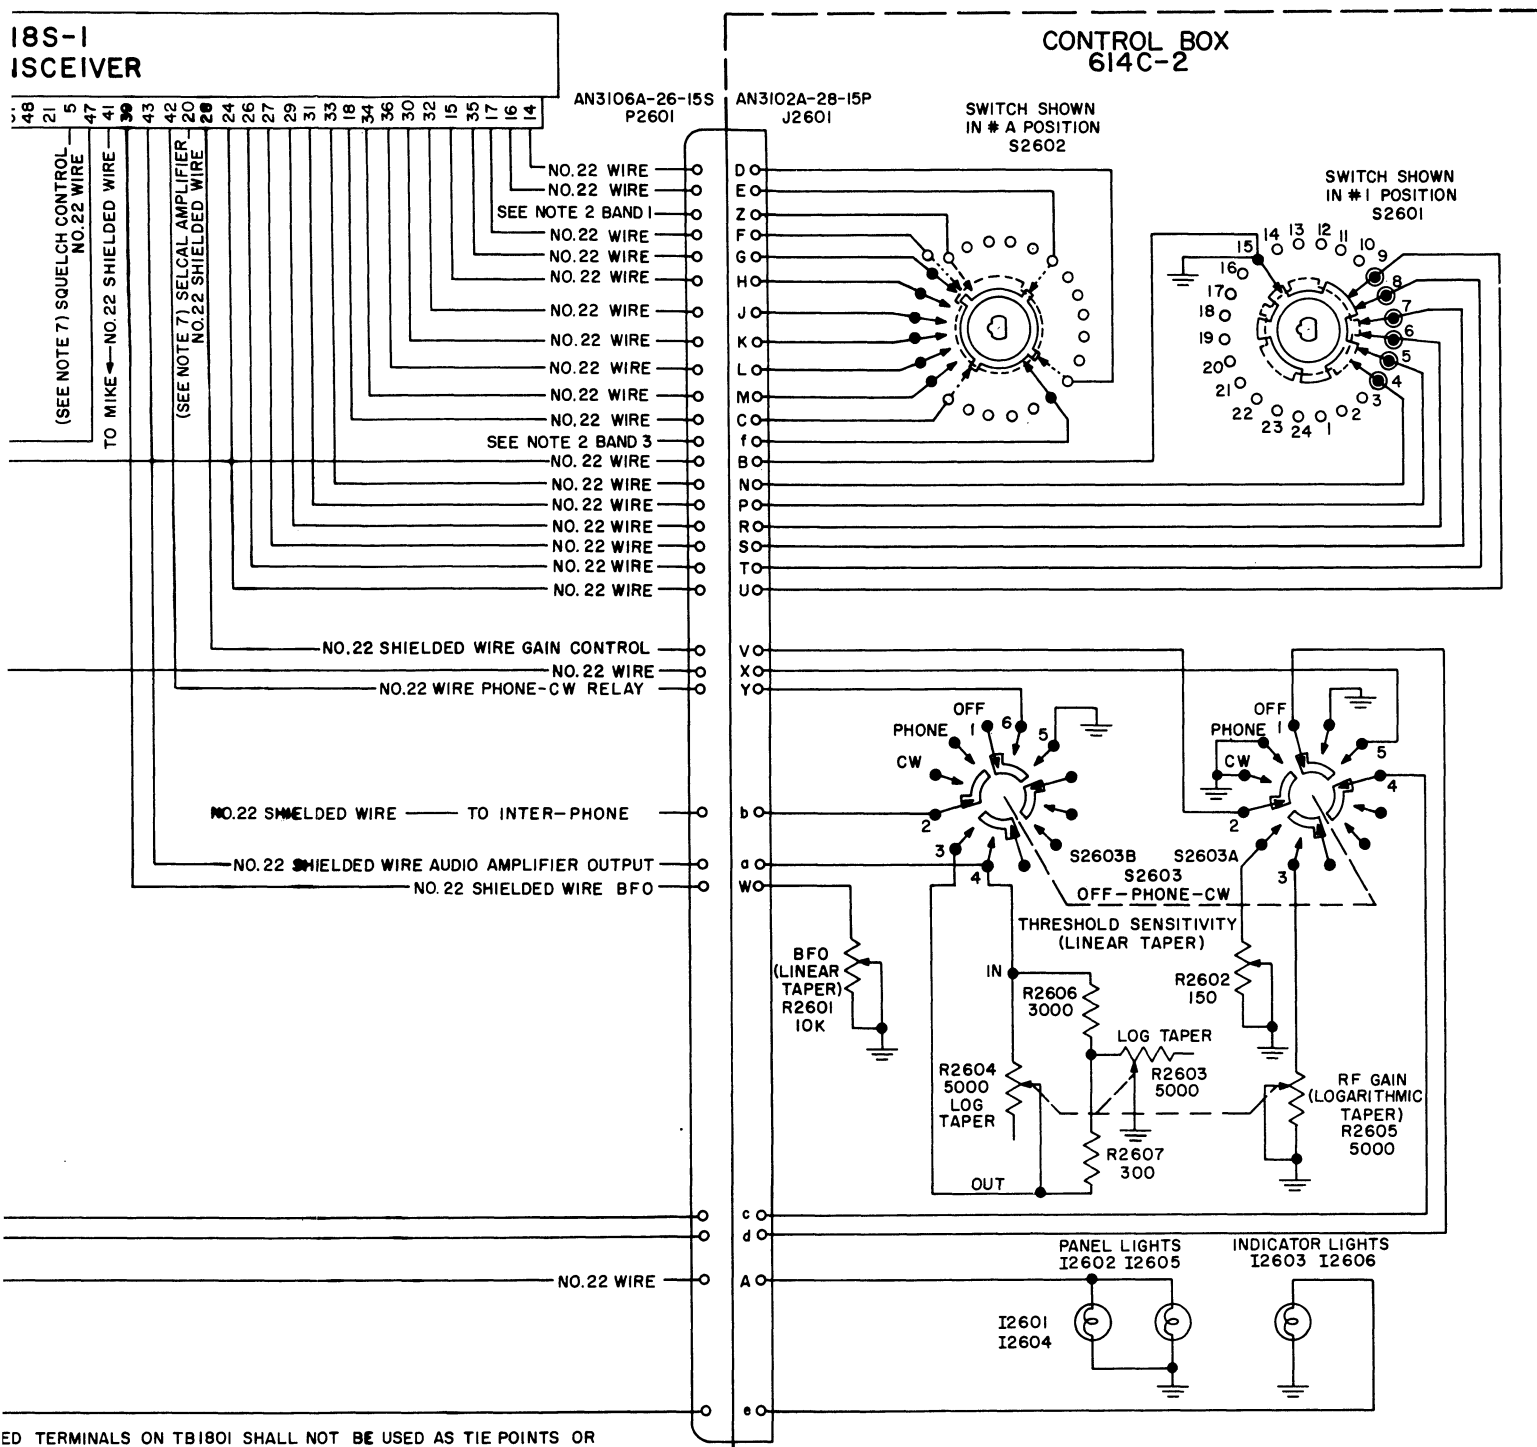 18S-1
ISCEIVER
48 21 5 47 41 39 43 42 20 28 24 26 27 29 31 33 18 34 36 30 32 15 35 17 16 14
(SEE NOTE 7) SQUELCH CONTROL
NO.22 WIRE
TO MIKE NO.22 SHIELDED WIRE
(SEE NOTE 7) SELCAL AMPLIFIER
NO.22 SHIELDED WIRE
AN3106A-26-15S
P2601
AN3102A-28-15P
J2601
CONTROL BOX
614C-2
SWITCH SHOWN
IN # A POSITION
S2602
SWITCH SHOWN
IN #1 POSITION
S2601
NO.22 WIRE D
NO.22 WIRE E
SEE NOTE 2 BAND 1 Z
NO.22 WIRE F
NO.22 WIRE G
NO.22 WIRE H
NO.22 WIRE J
NO.22 WIRE K
NO.22 WIRE L
NO.22 WIRE M
NO.22 WIRE C
SEE NOTE 2 BAND 3 f
NO. 22 WIRE B
NO. 22 WIRE N
NO. 22 WIRE P
NO. 22 WIRE R
NO. 22 WIRE S
NO. 22 WIRE T
NO. 22 WIRE U
15 14 13 12 11 10 9
16 8
17 7
18 6
19 5
20 4
21 3
22 23 24 1 2
NO.22 SHIELDED WIRE GAIN CONTROL V
NO. 22 WIRE X
NO.22 WIRE PHONE-CW RELAY Y
OFF
1 6 5
PHONE
CW
2
3
4
OFF
1
PHONE
CW
5
4
2
3
NO.22 SHIELDED WIRE TO INTER-PHONE b
NO.22 SHIELDED WIRE AUDIO AMPLIFIER OUTPUT a
NO. 22 SHIELDED WIRE BFO W
S2603B S2603A
S2603
OFF-PHONE-CW
THRESHOLD SENSITIVITY
(LINEAR TAPER)
BFO
(LINEAR
TAPER)
R2601
10K
IN
R2606
3000
R2602
150
LOG TAPER
R2603
5000
R2604
5000
LOG
TAPER
RF GAIN
(LOGARITHMIC
TAPER)
R2605
5000
R2607
300
OUT
c
d
PANEL LIGHTS
I2602 I2605
INDICATOR LIGHTS
I2603 I2606
NO.22 WIRE A
I2601
I2604
e
ED TERMINALS ON TB1801 SHALL NOT BE USED AS TIE POINTS OR